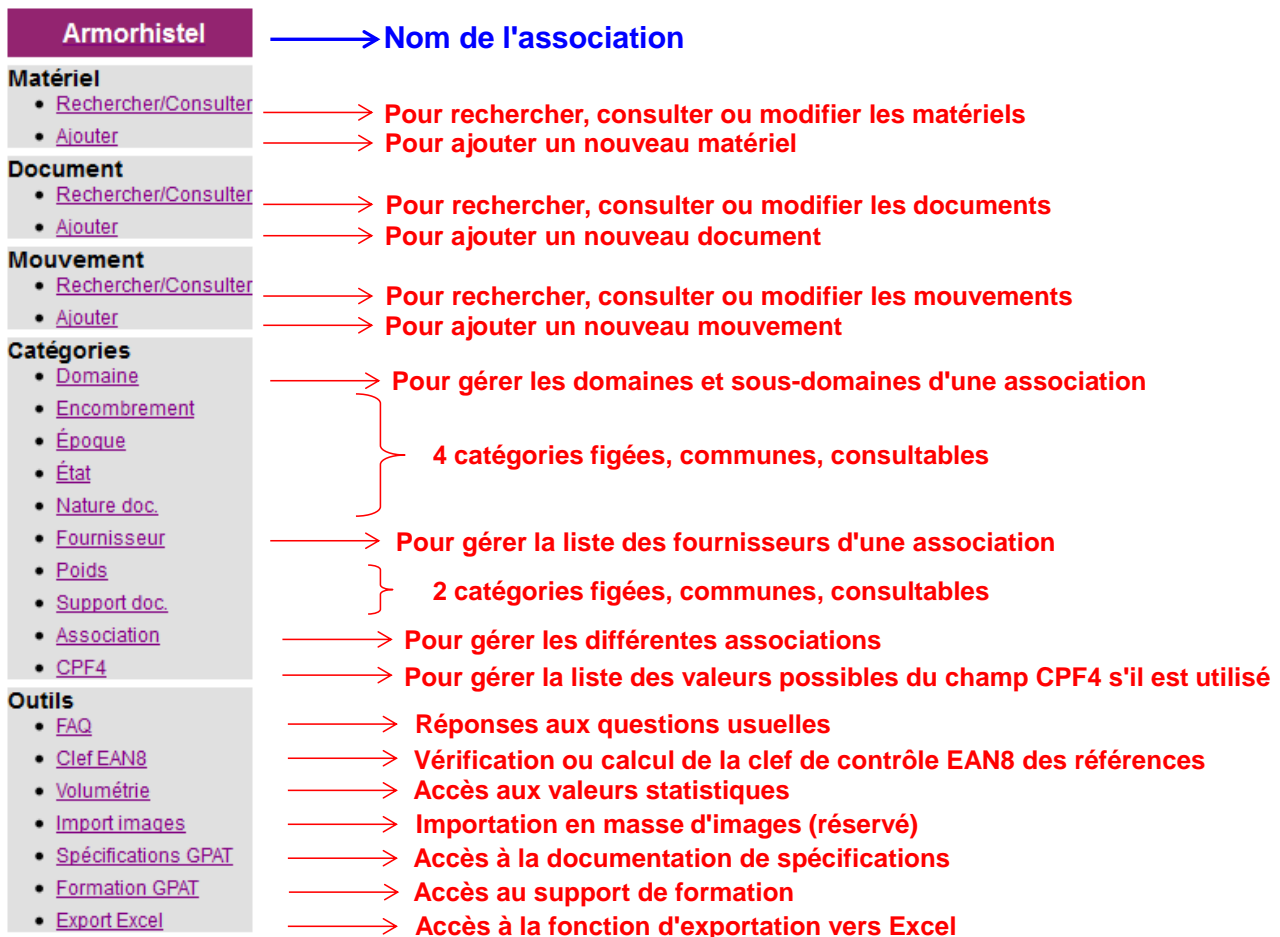 Armorhistel Nom de l'association
Matériel
• Rechercher/Consulter Pour rechercher, consulter ou modifier les matériels
• Ajouter Pour ajouter un nouveau matériel
Document
• Rechercher/Consulter Pour rechercher, consulter ou modifier les documents
• Ajouter Pour ajouter un nouveau document
Mouvement
• Rechercher/Consulter Pour rechercher, consulter ou modifier les mouvements
• Ajouter Pour ajouter un nouveau mouvement
Catégories
• Domaine Pour gérer les domaines et sous-domaines d'une association
• Encombrement
• Époque 4 catégories figées, communes, consultables
• État
• Nature doc.
• Fournisseur Pour gérer la liste des fournisseurs d'une association
• Poids 2 catégories figées, communes, consultables
• Support doc.
• Association Pour gérer les différentes associations
• CPF4 Pour gérer la liste des valeurs possibles du champ CPF4 s'il est utilisé
Outils
• FAQ Réponses aux questions usuelles
• Clef EAN8 Vérification ou calcul de la clef de contrôle EAN8 des références
• Volumétrie Accès aux valeurs statistiques
• Import images Importation en masse d'images (réservé)
• Spécifications GPAT Accès à la documentation de spécifications
• Formation GPAT Accès au support de formation
• Export Excel Accès à la fonction d'exportation vers Excel